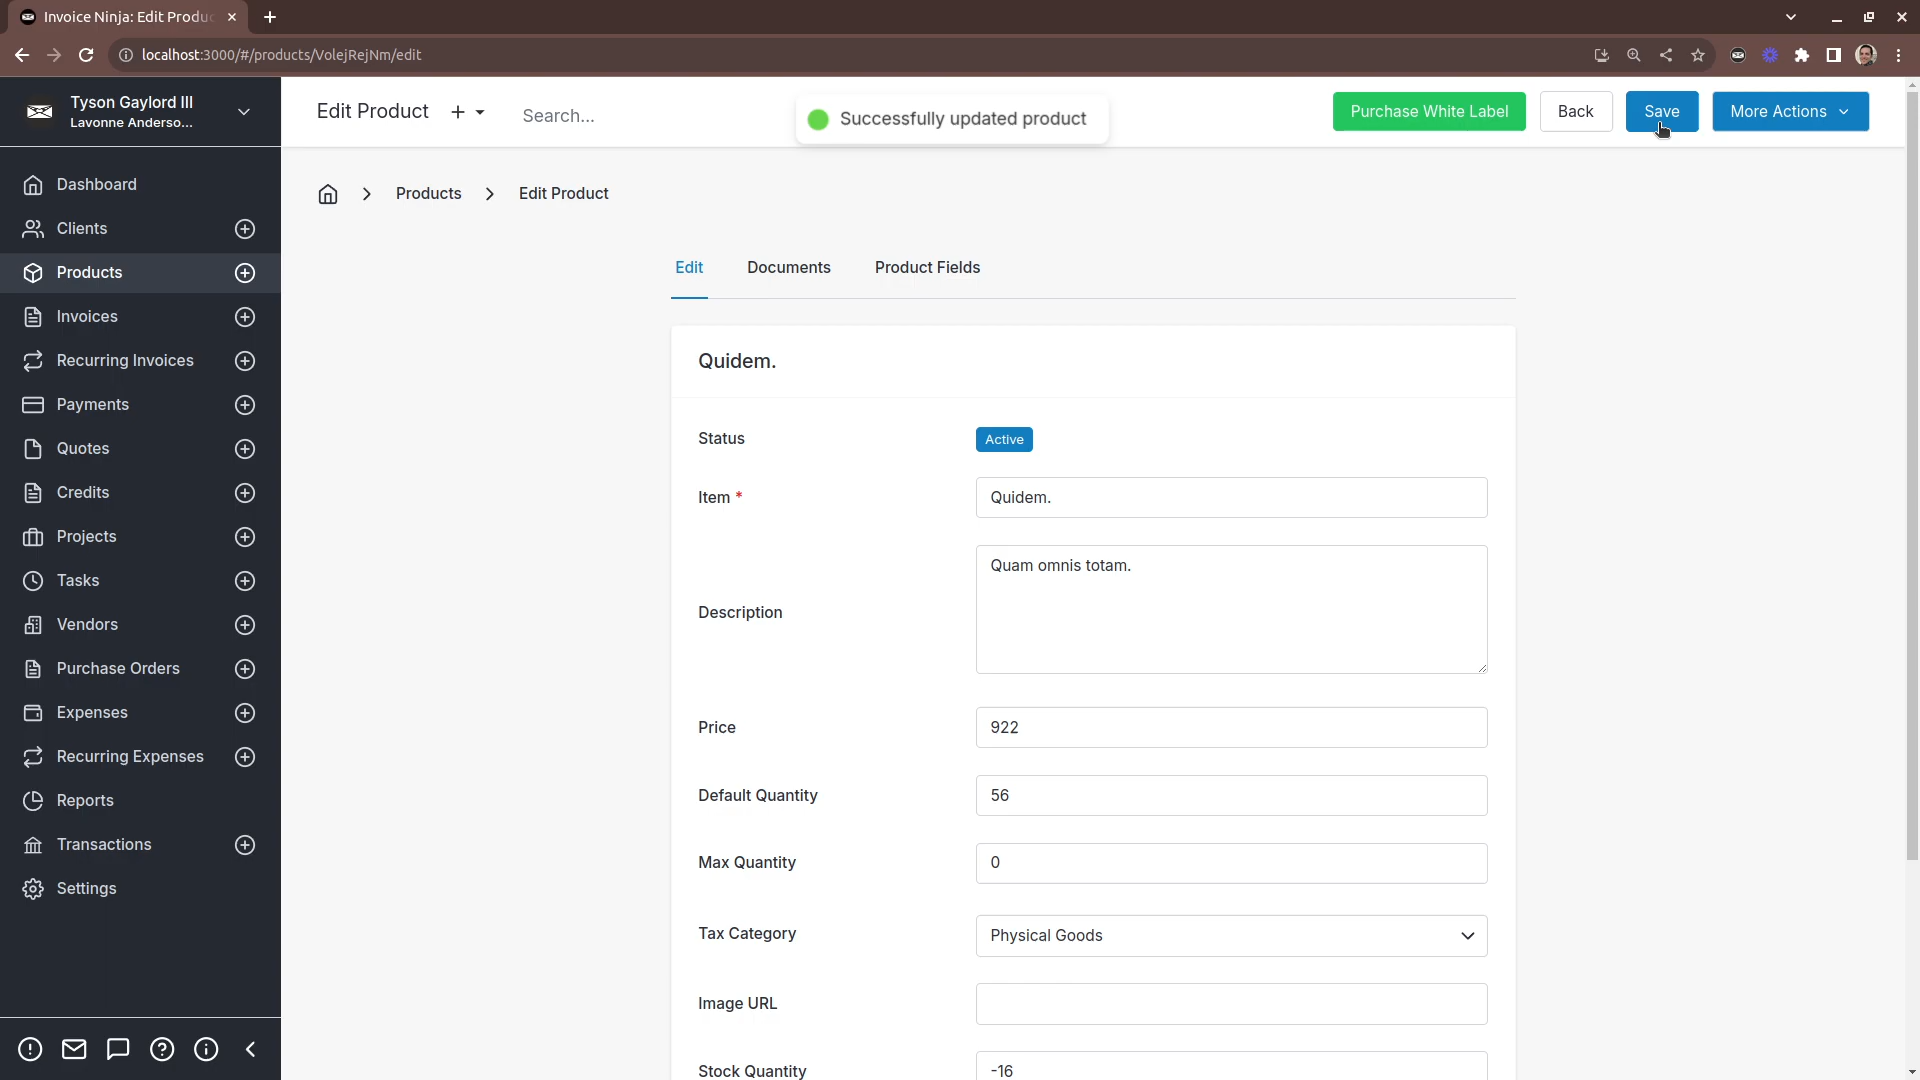 Invoice Ninja: Edit Produc
localhost:3000/#/products/VolejRejNm/edit
Tyson Gaylord III
Lavonne Anderso...
Edit Product
Search...
Successfully updated product
Purchase White Label
Back
Save
More Actions
Dashboard
Clients
Products
Invoices
Recurring Invoices
Payments
Quotes
Credits
Projects
Tasks
Vendors
Purchase Orders
Expenses
Recurring Expenses
Reports
Transactions
Settings
Products
Edit Product
Edit
Documents
Product Fields
Quidem.
Status
Active
Item *
Quidem.
Description
Quam omnis totam.
Price
922
Default Quantity
56
Max Quantity
0
Tax Category
Physical Goods
Image URL
Stock Quantity
-16